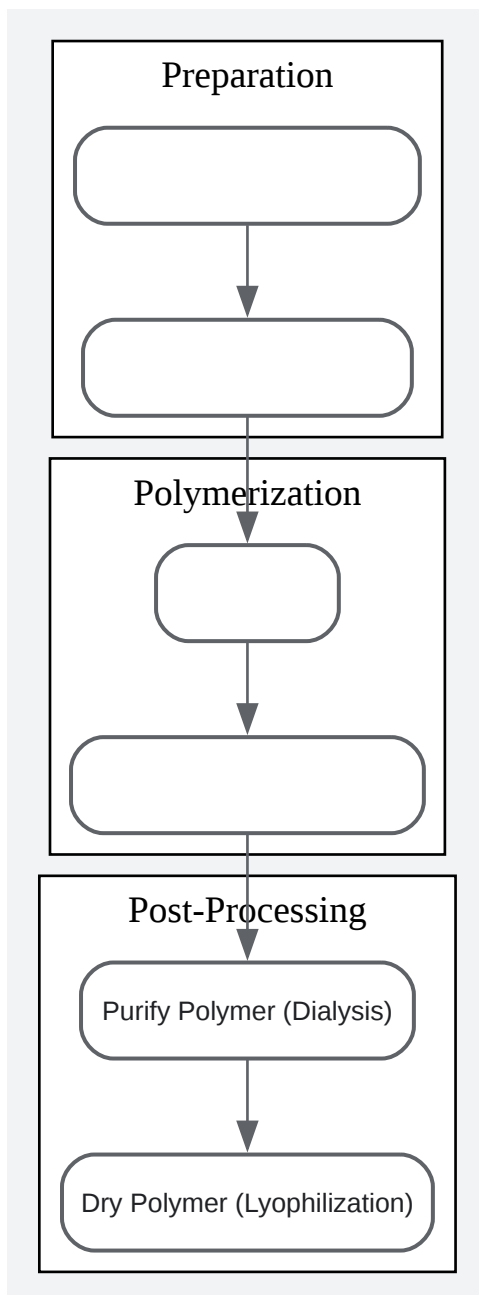 Preparation
Polymerization
Post-Processing
Purify Polymer (Dialysis)
Dry Polymer (Lyophilization)